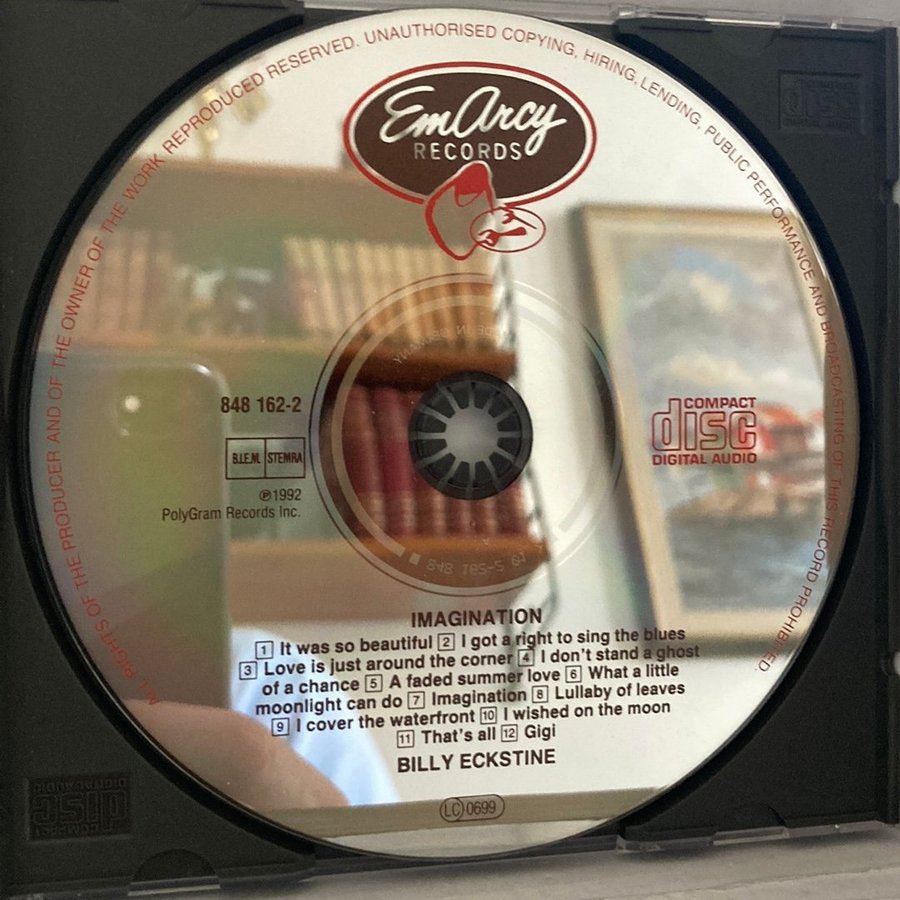 ALL RIGHTS OF THE PRODUCER AND OF THE OWNER OF THE WORK REPRODUCED RESERVED. UNAUTHORISED COPYING, HIRING, LENDING, PUBLIC PERFORMANCE AND BROADCASTING OF THIS RECORD PROHIBITED.
EmArcy
RECORDS
848 162-2
B.I.E.M. STEMRA
℗1992
PolyGram Records Inc.
COMPACT
disc
DIGITAL AUDIO
IMAGINATION
1 It was so beautiful 2 I got a right to sing the blues
3 Love is just around the corner 4 I don't stand a ghost
of a chance 5 A faded summer love 6 What a little
moonlight can do 7 Imagination 8 Lullaby of leaves
9 I cover the waterfront 10 I wished on the moon
11 That's all 12 Gigi
BILLY ECKSTINE
LC 0699
COMPACT
disc
DIGITAL AUDIO